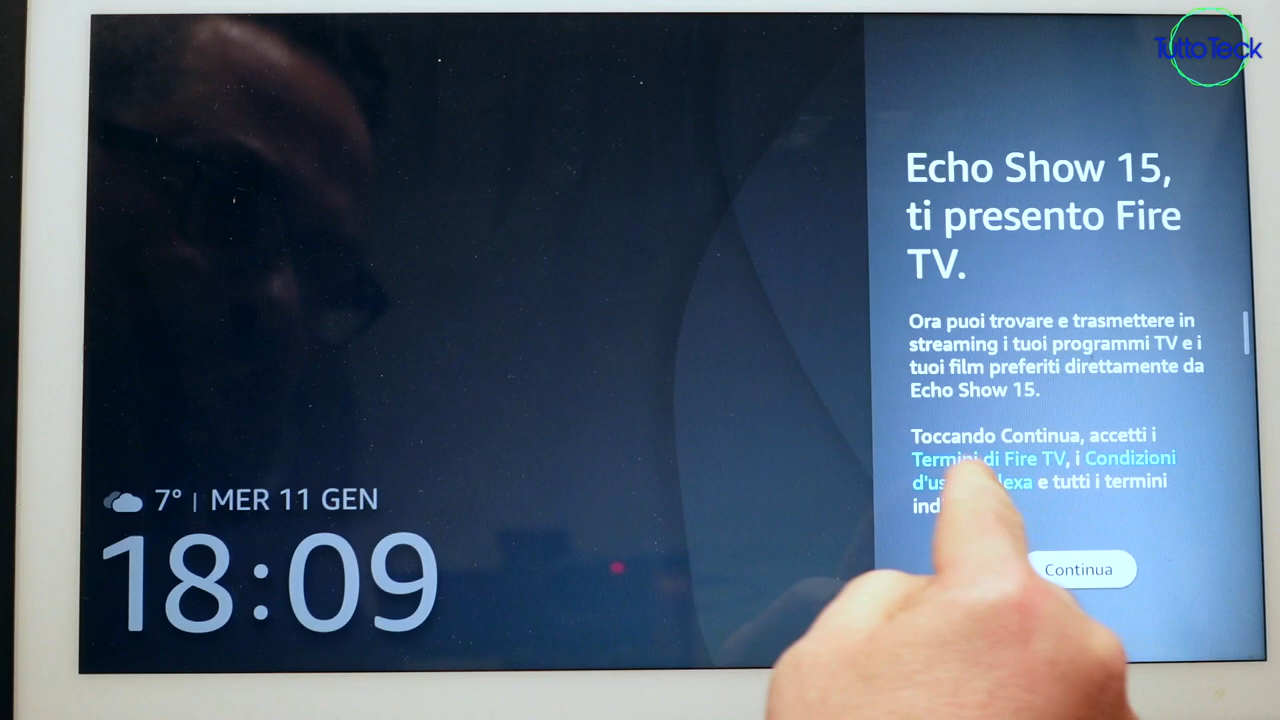 TuttoTeck
Echo Show 15,
ti presento Fire
TV.
Ora puoi trovare e trasmettere in
streaming i tuoi programmi TV e i
tuoi film preferiti direttamente da
Echo Show 15.
Toccando Continua, accetti i
Termini di Fire TV, i Condizioni
e tutti i termini
Continua
7° | MER 11 GEN
18:09